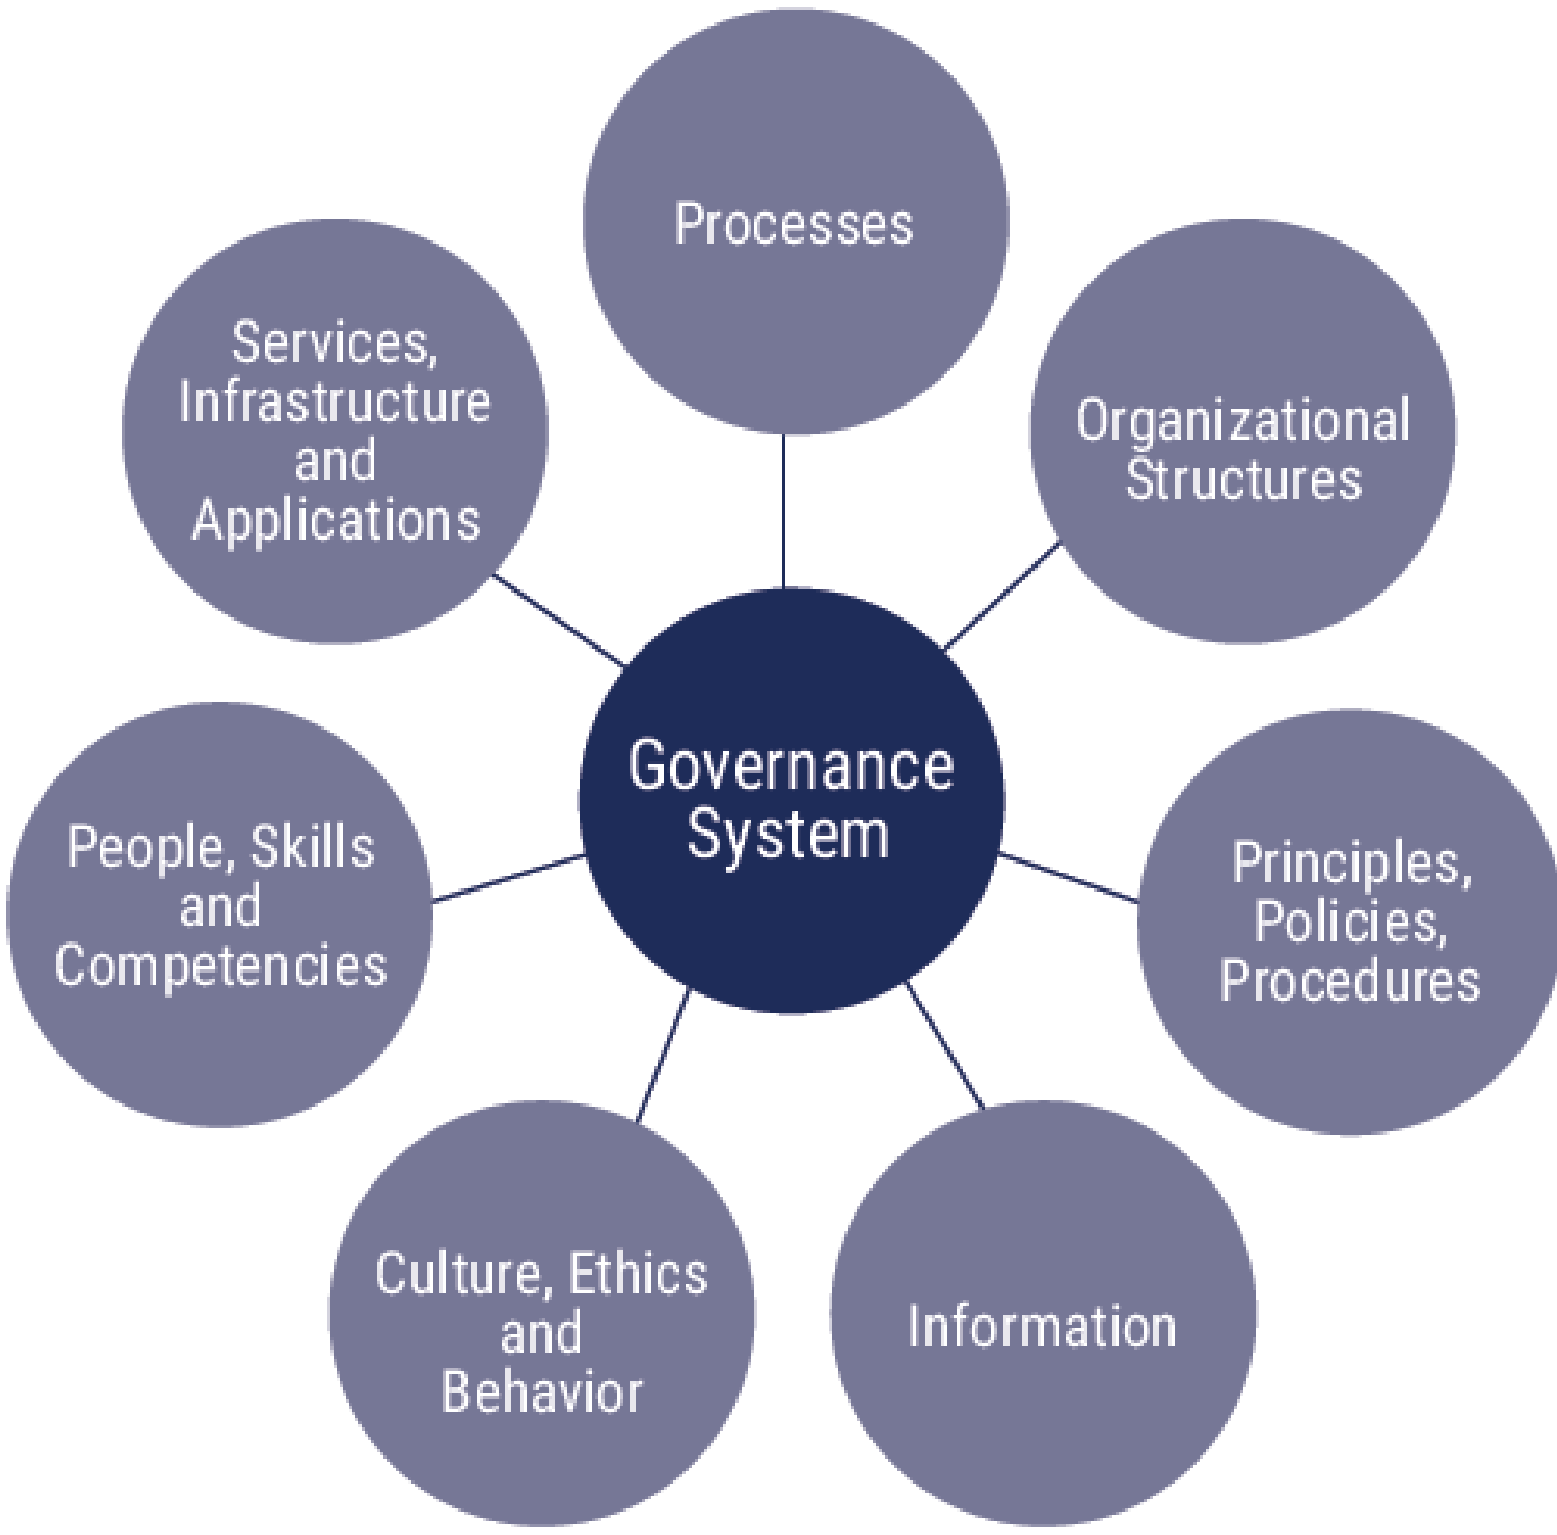 Processes
Organizational
Structures
Principles,
Policies,
Procedures
Information
Culture, Ethics
and
Behavior
People, Skills
and
Competencies
Services,
Infrastructure
and
Applications
Governance
System